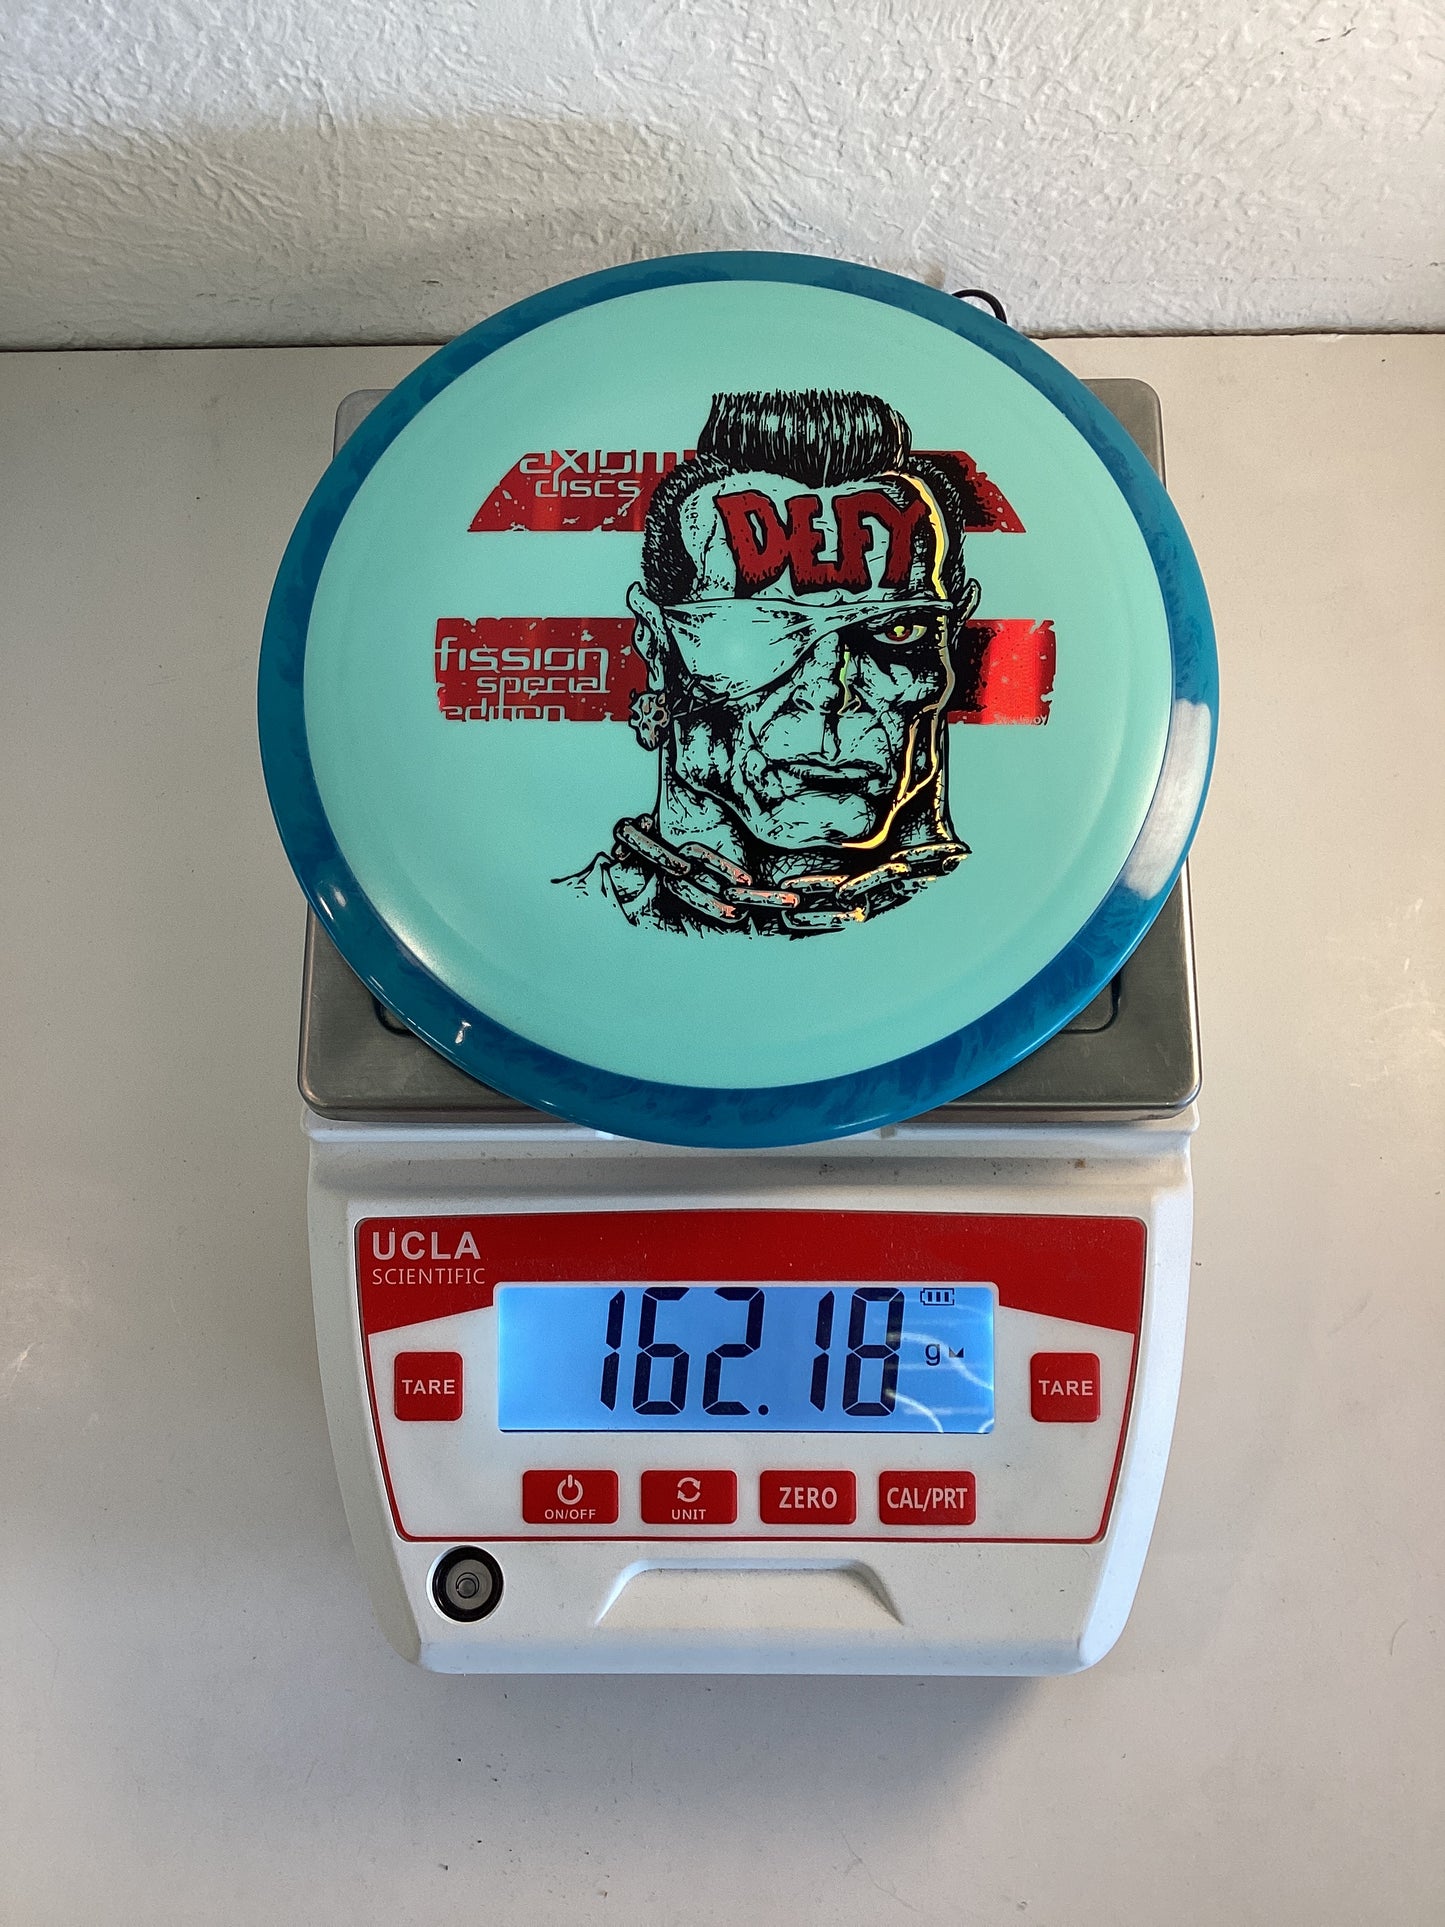 axiom
discs
DEFY
fission
special
edition
UCLA
SCIENTIFIC
162.18
g
TARE
TARE
ON/OFF
UNIT
ZERO
CAL/PRT